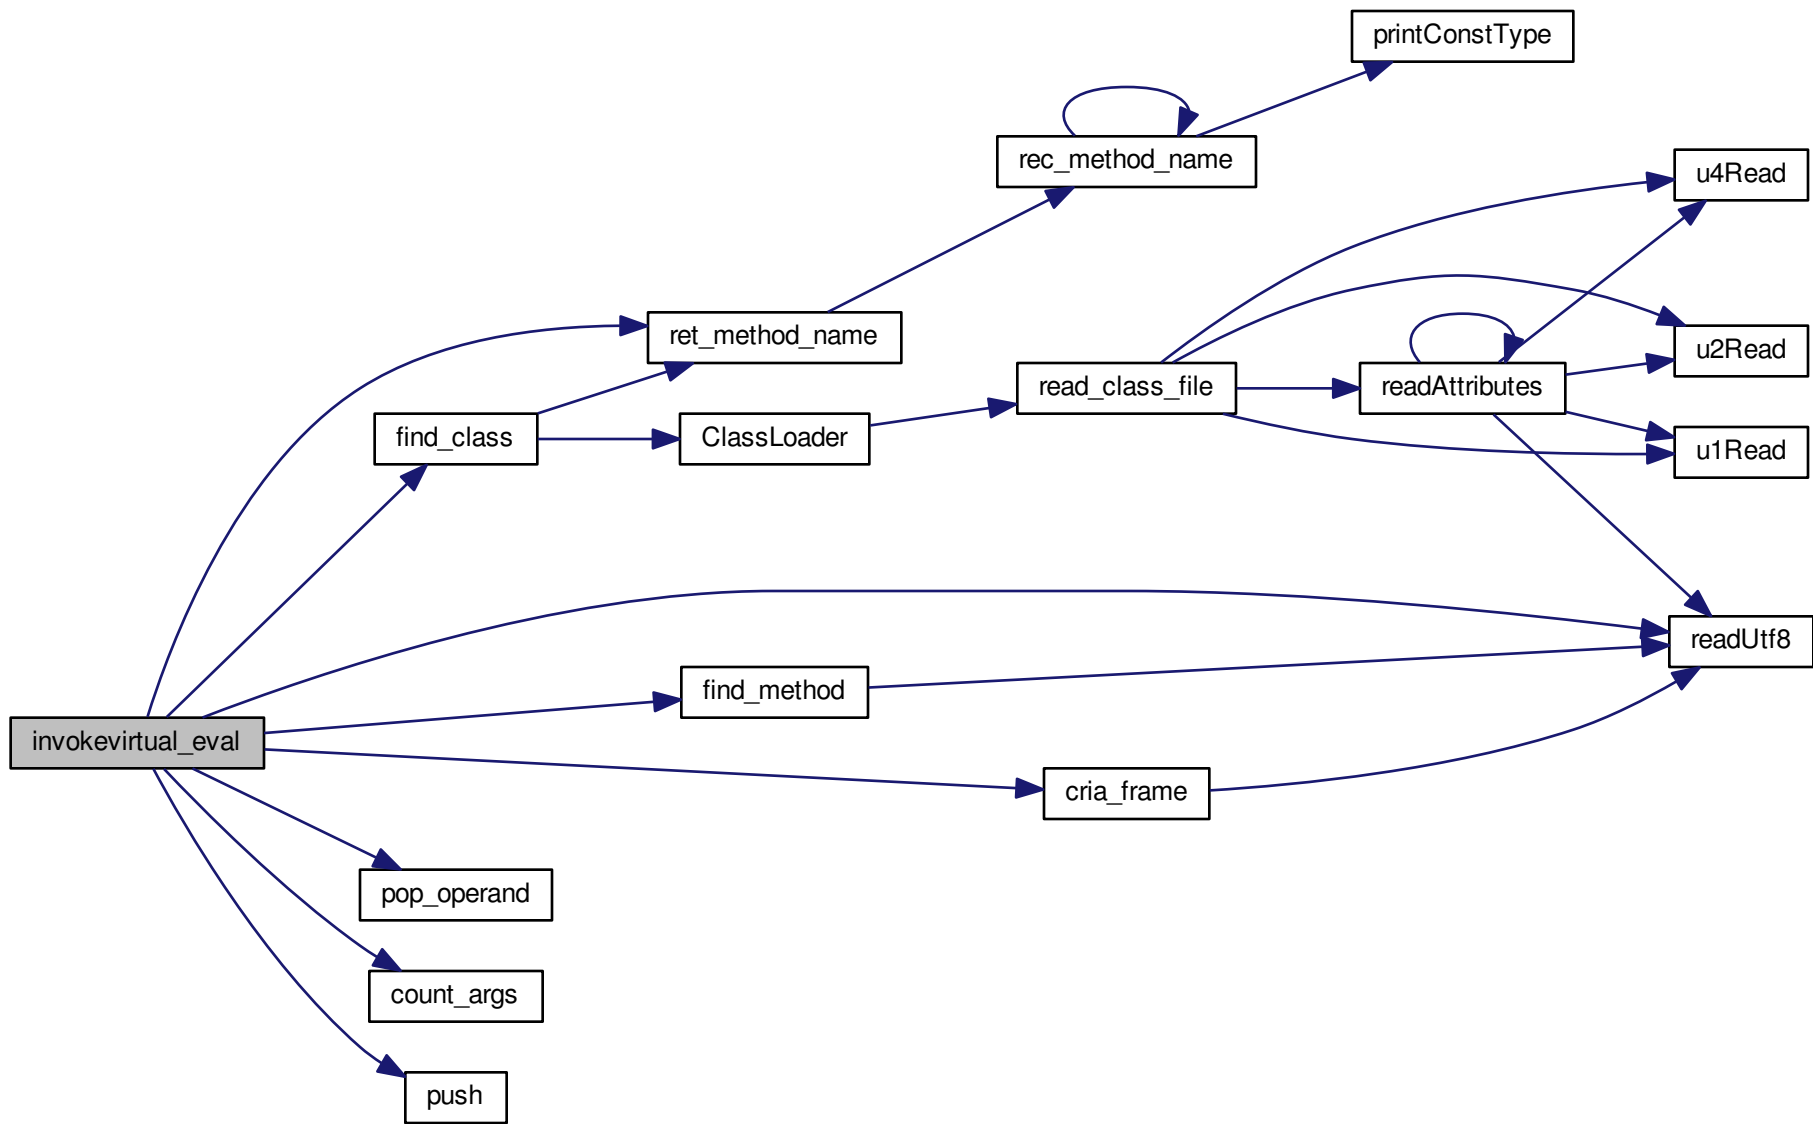 printConstType
rec_method_name
u4Read
ret_method_name
u2Read
readAttributes
read_class_file
find_class
ClassLoader
u1Read
readUtf8
find_method
invokevirtual_eval
cria_frame
pop_operand
count_args
push